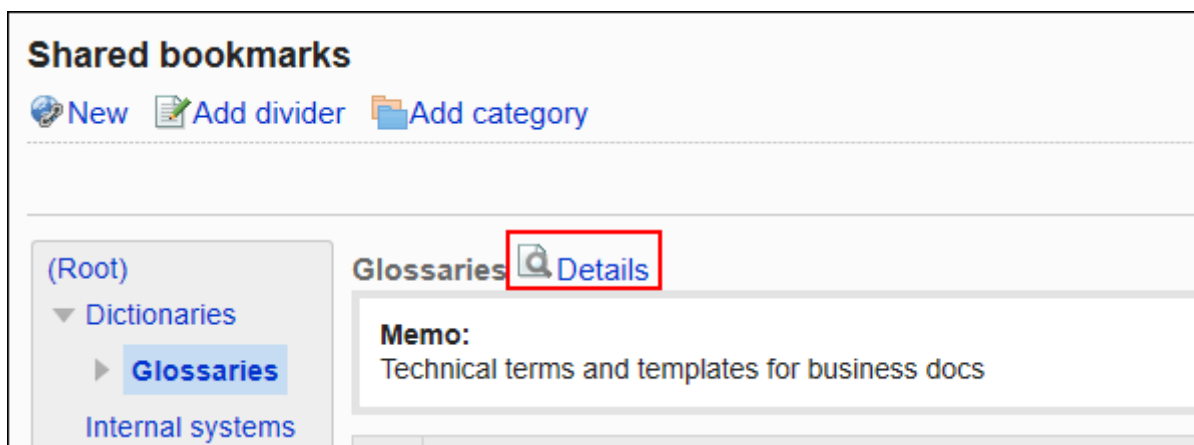 Shared bookmarks
New Add divider Add category
(Root)
Dictionaries
Glossaries
Internal systems
Glossaries Details
Memo:
Technical terms and templates for business docs